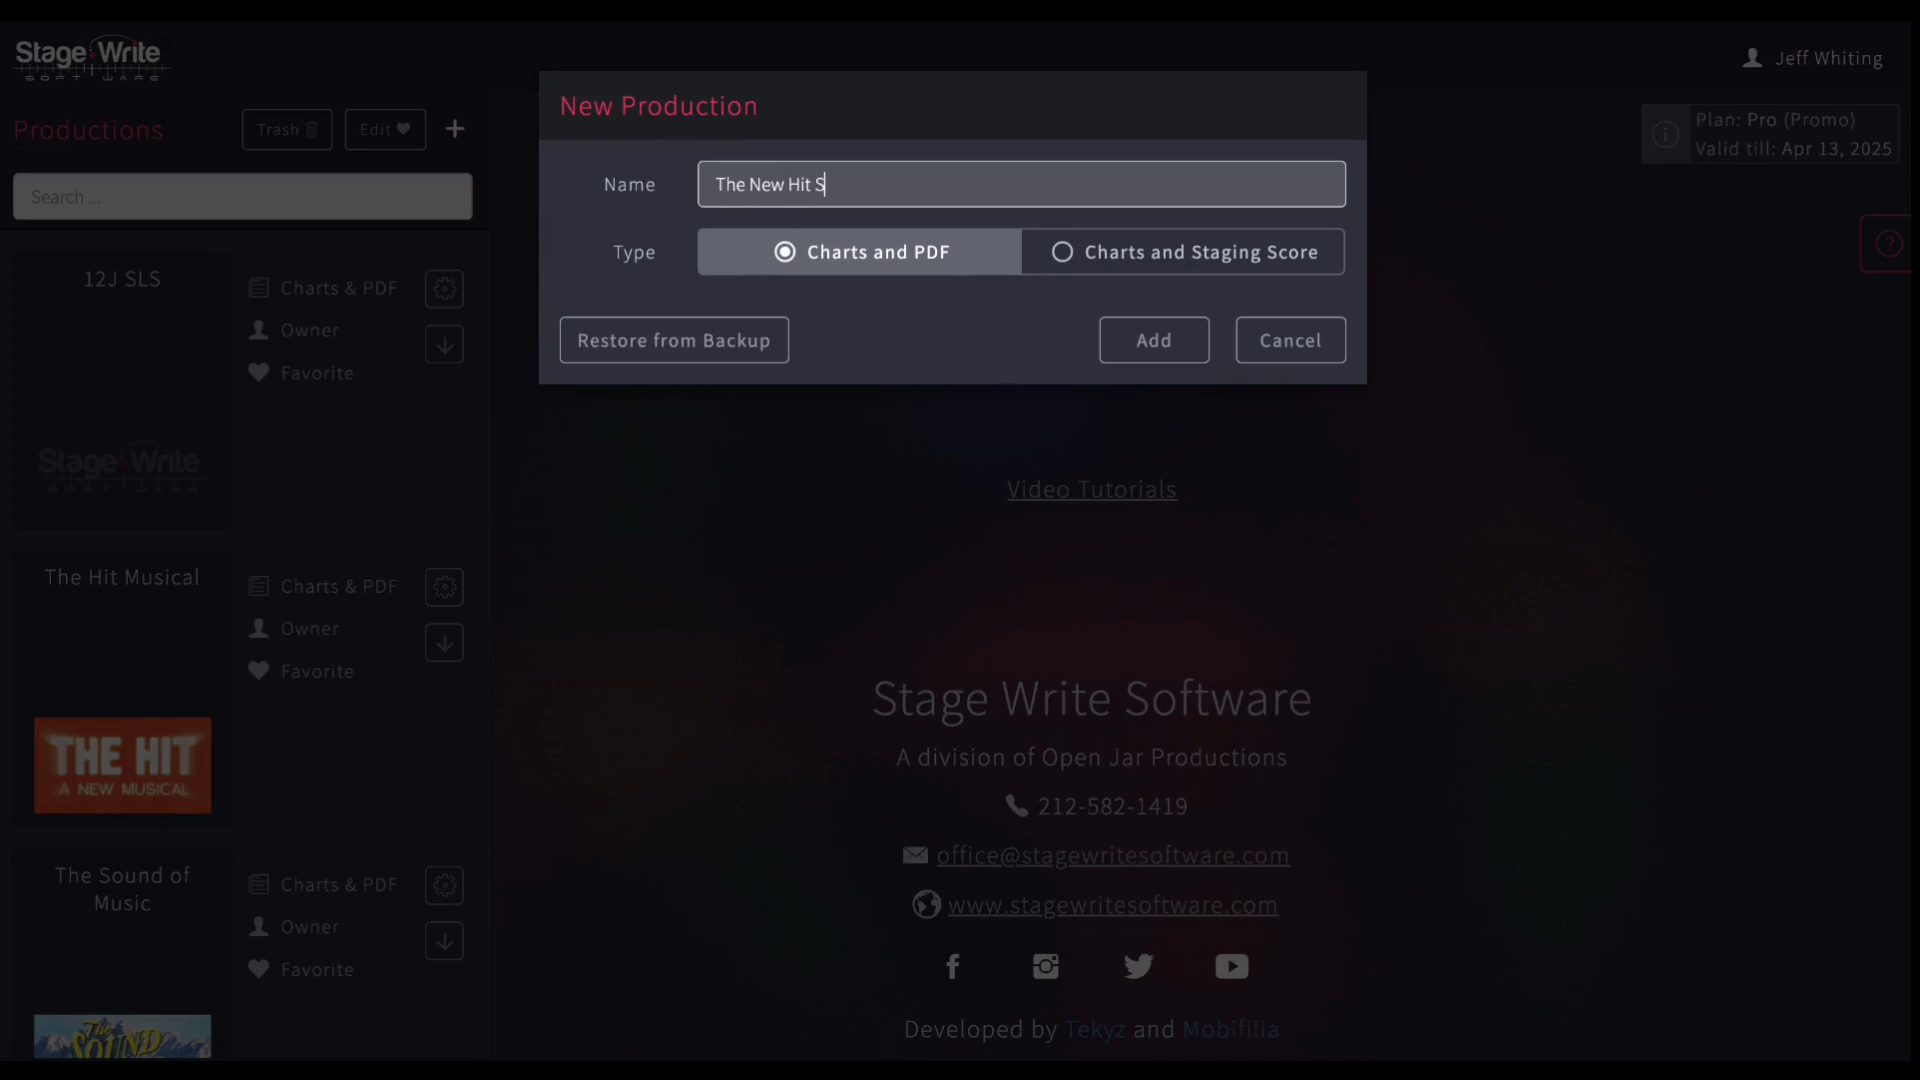 Stage Write
SOFTWARE
Jeff Whiting
New Production
Productions
Trash
Edit
Plan: Pro (Promo)
Valid till: Apr 13, 2025
Search ...
Name
The New Hit S
Type
Charts and PDF
Charts and Staging Score
Restore from Backup
Add
Cancel
12J SLS
Charts & PDF
Owner
Favorite
Stage Write
SOFTWARE
Video Tutorials
The Hit Musical
Charts & PDF
Owner
Favorite
THE HIT
A NEW MUSICAL
Stage Write Software
A division of Open Jar Productions
212-582-1419
office@stagewritesoftware.com
www.stagewritesoftware.com
The Sound of
Music
Charts & PDF
Owner
Favorite
The
SOUND
Developed by Tekyz and Mobifilia